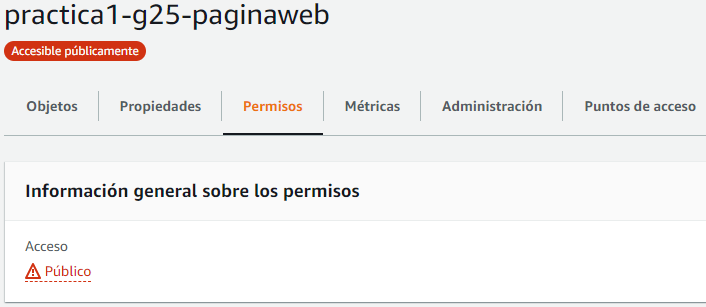 practica1-g25-paginaweb
Accesible públicamente
Objetos Propiedades Permisos Métricas Administración Puntos de acceso
Información general sobre los permisos
Acceso
Público